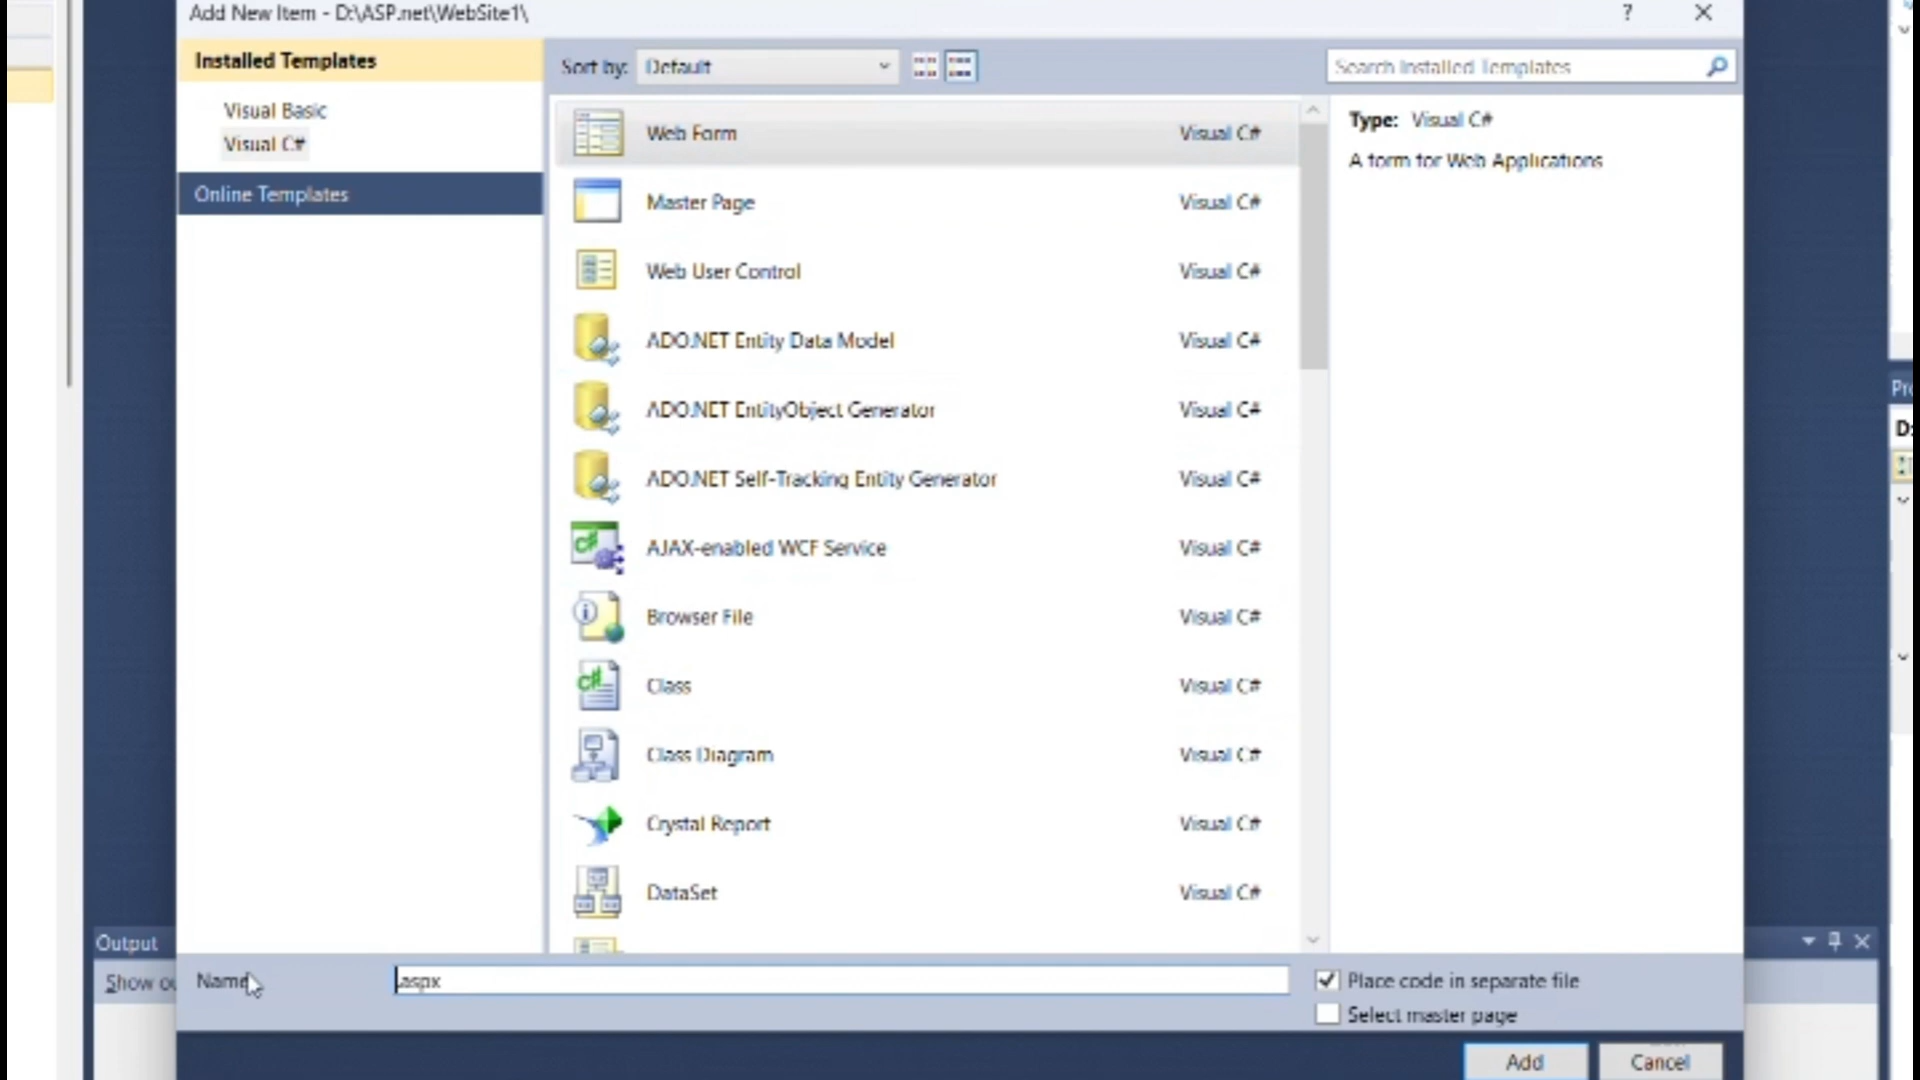 Add New Item - D:\ASP.net\WebSite1\
?
Installed Templates
Visual Basic
Visual C#
Online Templates
Sort by: Default
Search Installed Templates
Web Form Visual C#
Master Page Visual C#
Web User Control Visual C#
ADO.NET Entity Data Model Visual C#
ADO.NET EntityObject Generator Visual C#
ADO.NET Self-Tracking Entity Generator Visual C#
AJAX-enabled WCF Service Visual C#
Browser File Visual C#
Class Visual C#
Class Diagram Visual C#
Crystal Report Visual C#
DataSet Visual C#
Type: Visual C#
A form for Web Applications
Name
.aspx
Place code in separate file
Select master page
Add
Cancel
Output
Show
D: